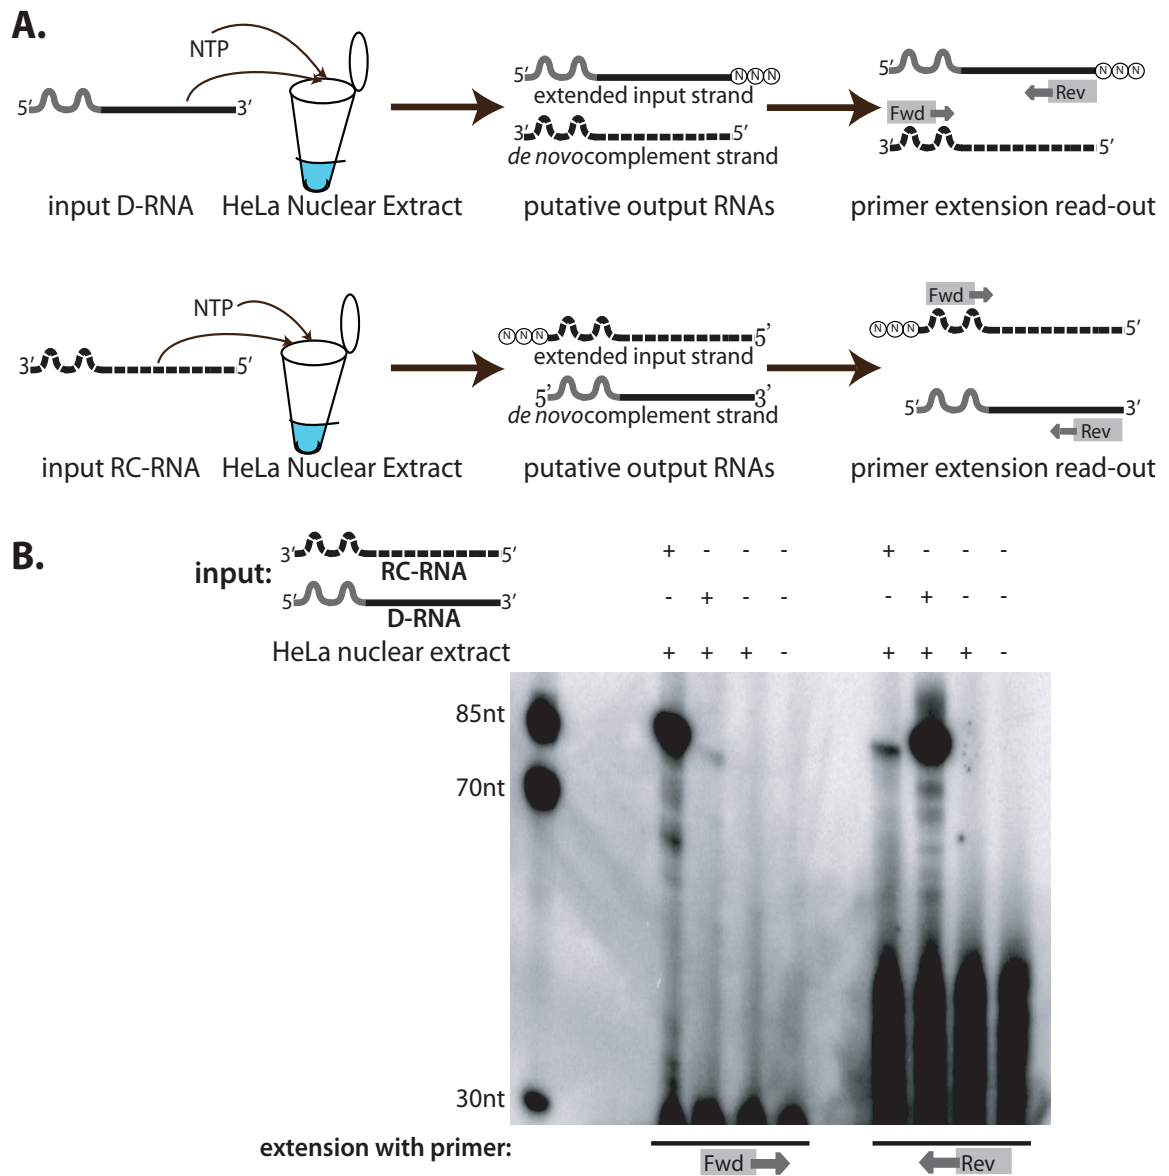 A.
NTP
5′ 3′
input D-RNA
HeLa Nuclear Extract
5′ N N N
extended input strand
3′ 5′
de novo complement strand
putative output RNAs
5′ N N N
Rev
Fwd
3′ 5′
primer extension read-out
NTP
3′ 5′
input RC-RNA
HeLa Nuclear Extract
N N N 5′
extended input strand
5′ 3′
de novo complement strand
putative output RNAs
Fwd
N N N 5′
5′ 3′
Rev
primer extension read-out
B.
input:
3′ 5′ + - - - + - - -
RC-RNA
5′ 3′ - + - - - + - -
D-RNA
HeLa nuclear extract + + + - + + + -
85nt
70nt
30nt
extension with primer:
Fwd Rev